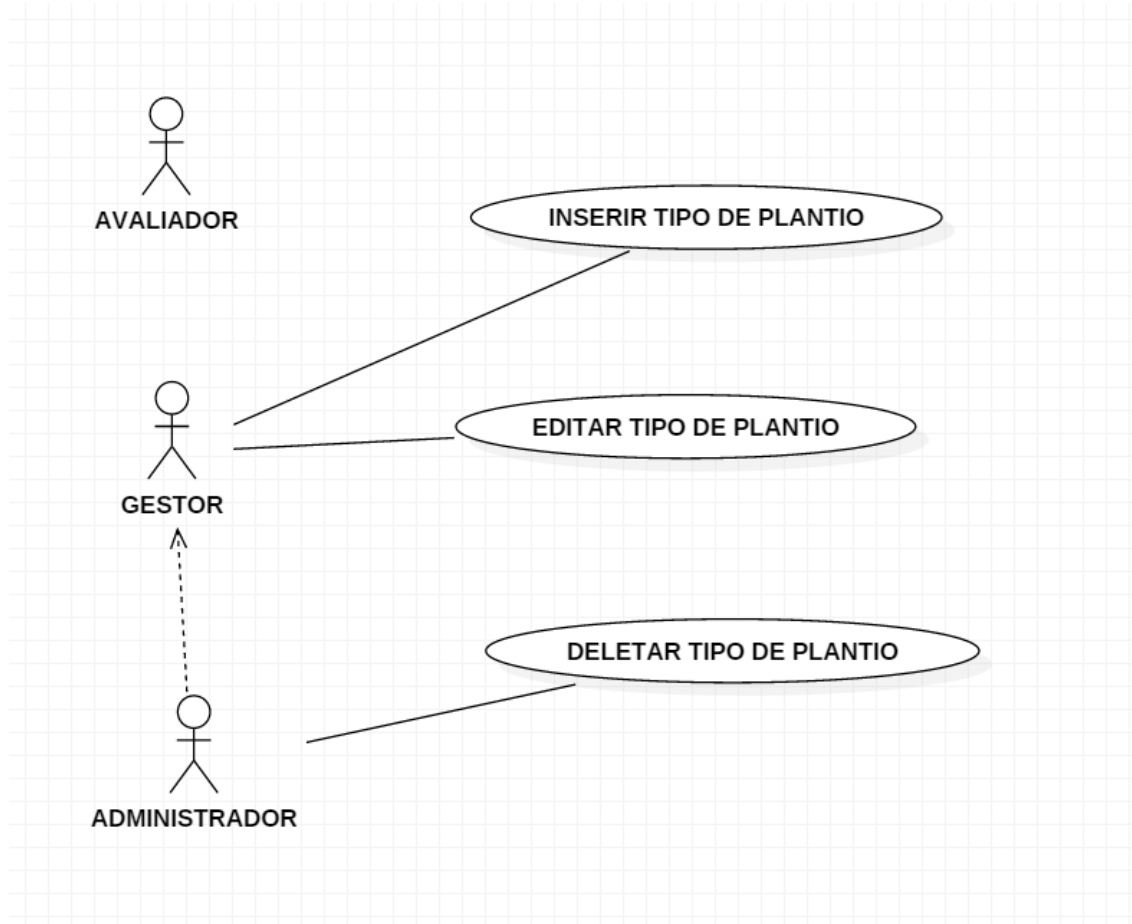 AVALIADOR
INSERIR TIPO DE PLANTIO
EDITAR TIPO DE PLANTIO
GESTOR
DELETAR TIPO DE PLANTIO
ADMINISTRADOR